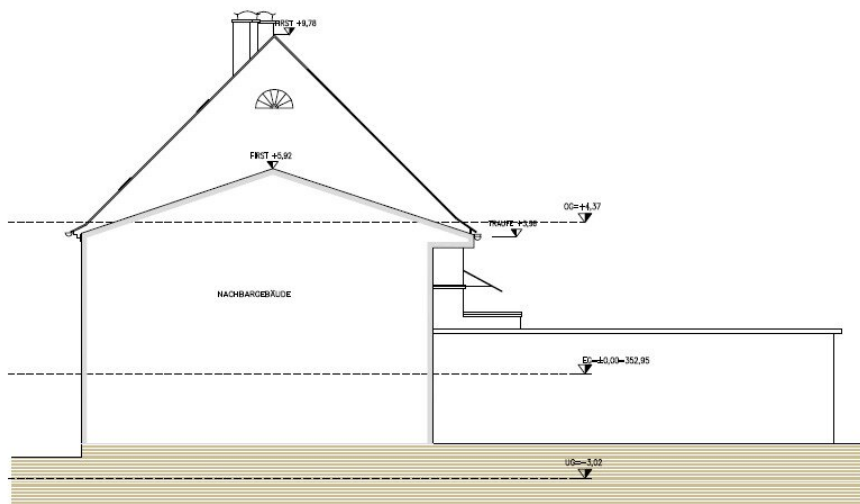 FIRST +9,78
FIRST +5,92
OG=+4,37
TRAUFE +3,98
NACHBARGEBÄUDE
EG=±0,00=352,95
UG=-3,02